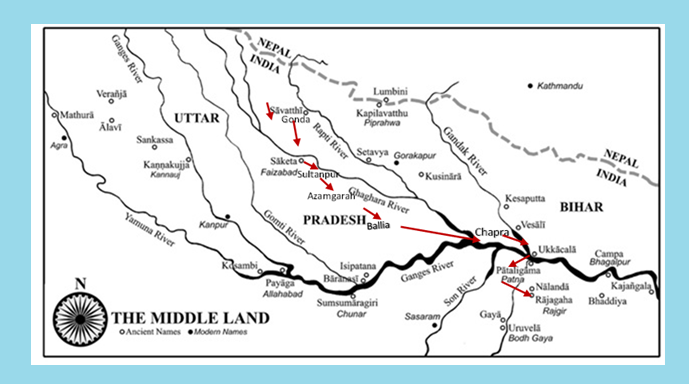 NEPAL
INDIA
Ganges River
Kathmandu
Verañjā
Lumbini
Mathurā
Āḷavī
UTTAR
Sāvatthī
Gonda
Kapilavatthu
Piprahwa
Agra
Sankassa
Rapti River
Gandak River
Kaṇṇakujja
Kannauj
Sāketa
Faizabad
Sultanpur
Setavya
Gorakapur
Kusinārā
NEPAL
INDIA
Azamgarah
Ghaghara River
Kesaputta
BIHAR
Yamuna River
Kanpur
Gomti River
PRADESH
Ballia
Chapra
Vesālī
Ukkācalā
Kosambi
Payāga
Allahabad
Isipatana
Bārāṇasī
Ganges River
Pāṭaligāma
Patna
Campa
Bhagalpur
Kajaṅgala
N
Sumsumāragiri
Chunar
Son River
Nālandā
Rājagaha
Rajgir
Bhaddiya
THE MIDDLE LAND
Ancient Names
Modern Names
Sasaram
Gayā
Uruvelā
Bodh Gaya